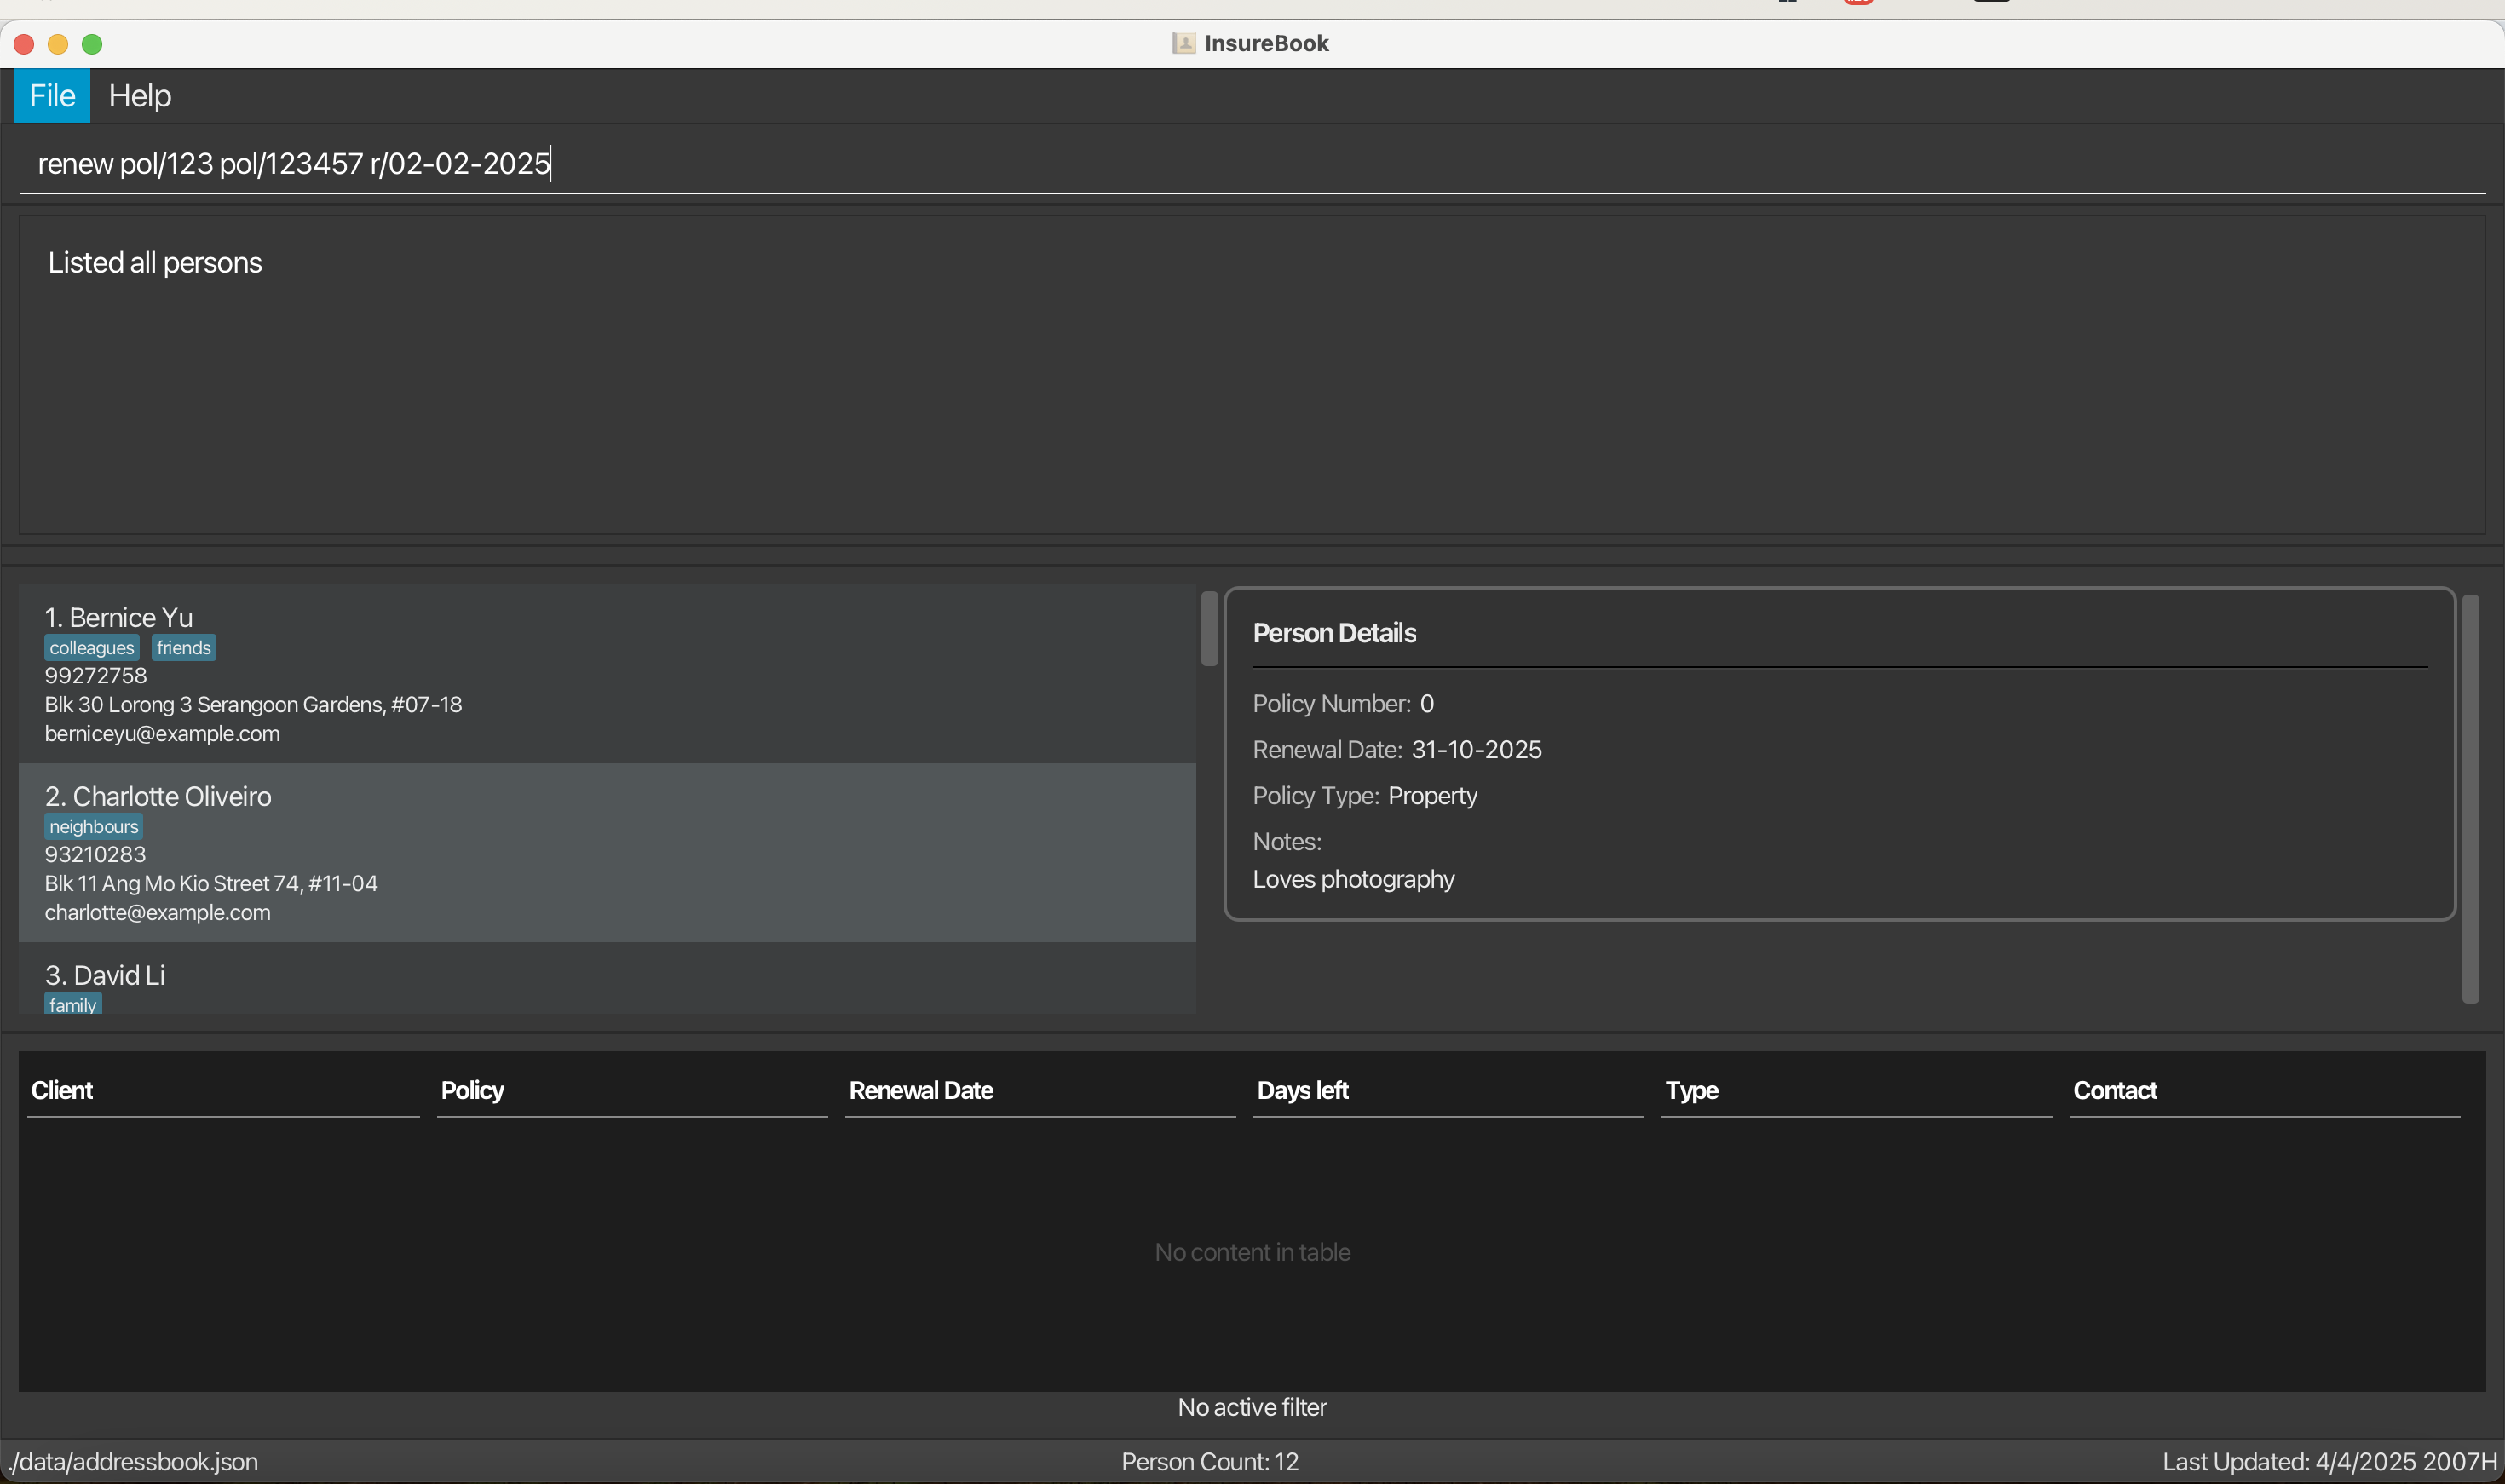 InsureBook
File Help
renew pol/123 pol/123457 r/02-02-2025
Listed all persons
1. Bernice Yu
colleagues friends
99272758
Blk 30 Lorong 3 Serangoon Gardens, #07-18
berniceyu@example.com
2. Charlotte Oliveiro
neighbours
93210283
Blk 11 Ang Mo Kio Street 74, #11-04
charlotte@example.com
3. David Li
family
Person Details
Policy Number: 0
Renewal Date: 31-10-2025
Policy Type: Property
Notes:
Loves photography
Client Policy Renewal Date Days left Type Contact
No content in table
No active filter
./data/addressbook.json Person Count: 12 Last Updated: 4/4/2025 2007H